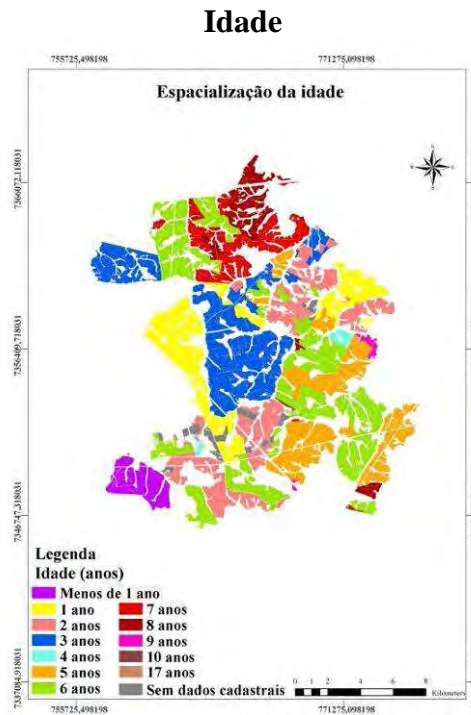 Idade
755725,498198 771275,098198
Espacialização da idade
7366072,118031
7356409,718031
7346747,318031
7337084,918031
Legenda
Idade (anos)
Menos de 1 ano
1 ano
2 anos
3 anos
4 anos
5 anos
6 anos
7 anos
8 anos
9 anos
10 anos
17 anos
Sem dados cadastrais
0 1 2 4 6 8
Kilometers
755725,498198 771275,098198